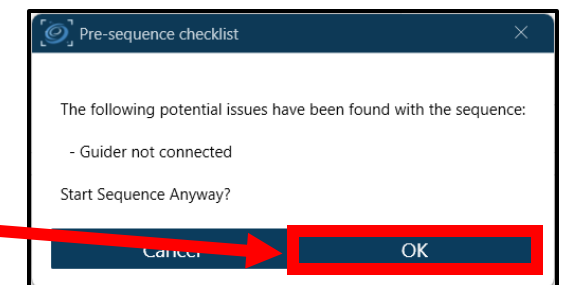 Pre-sequence checklist
The following potential issues have been found with the sequence:
- Guider not connected
Start Sequence Anyway?
Cancel
OK